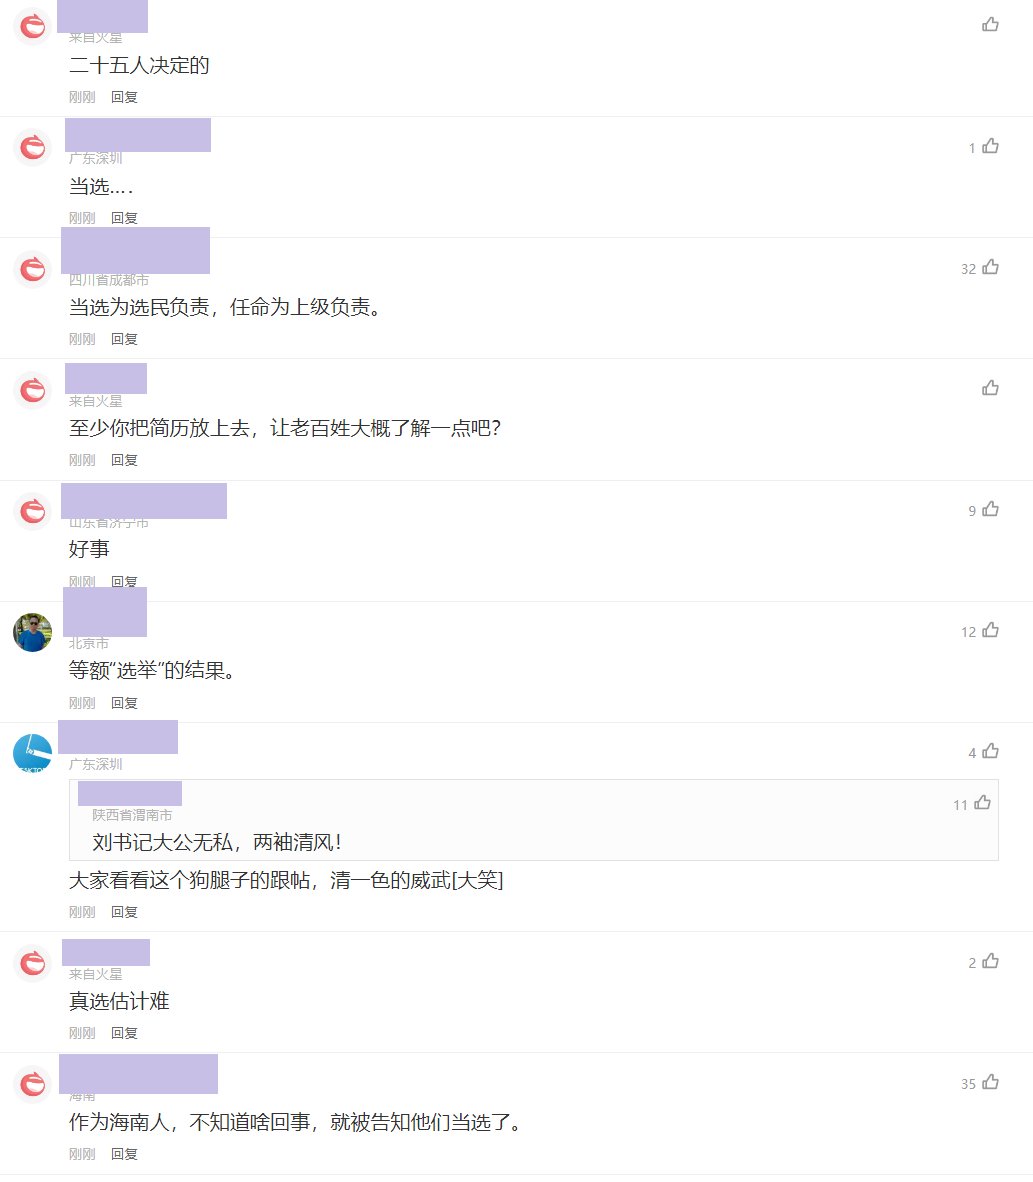 来自火星
二十五人决定的
刚刚 回复
广东深圳
1
当选....
刚刚 回复
四川省成都市
32
当选为选民负责，任命为上级负责。
刚刚 回复
来自火星
至少你把简历放上去，让老百姓大概了解一点吧？
刚刚 回复
山东省济宁市
9
好事
刚刚 回复
北京市
12
等额“选举”的结果。
刚刚 回复
广东深圳
4
陕西省渭南市
11
刘书记大公无私，两袖清风！
大家看看这个狗腿子的跟帖，清一色的威武[大笑]
刚刚 回复
来自火星
2
真选估计难
刚刚 回复
海南
35
作为海南人，不知道啥回事，就被告知他们当选了。
刚刚 回复